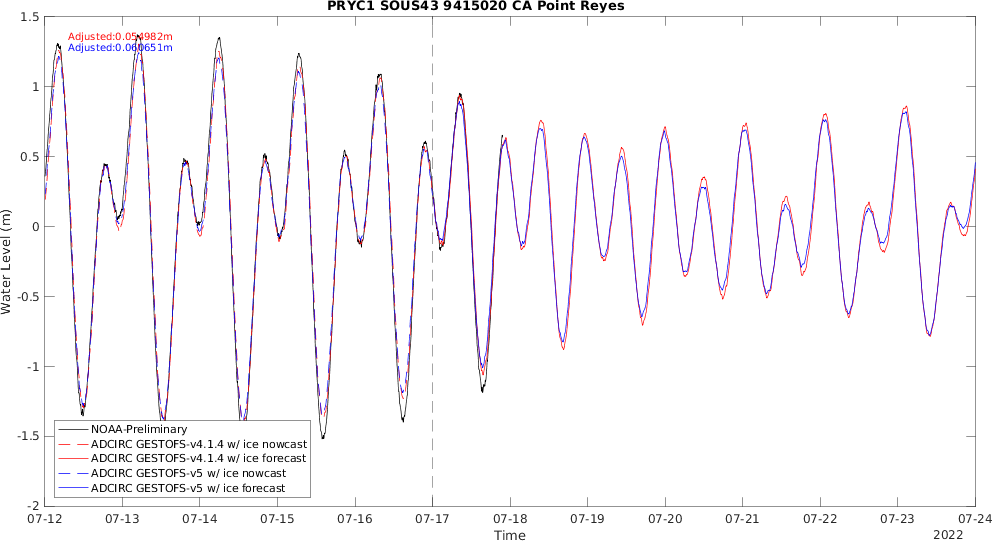 PRYC1 SOUS43 9415020 CA Point Reyes
Adjusted:0.054982m
Adjusted:0.060651m
Water Level (m)
1.5
1
0.5
0
-0.5
-1
-1.5
-2
NOAA-Preliminary
ADCIRC GESTOFS-v4.1.4 w/ ice nowcast
ADCIRC GESTOFS-v4.1.4 w/ ice forecast
ADCIRC GESTOFS-v5 w/ ice nowcast
ADCIRC GESTOFS-v5 w/ ice forecast
07-12 07-13 07-14 07-15 07-16 07-17 07-18 07-19 07-20 07-21 07-22 07-23 07-24
Time
2022